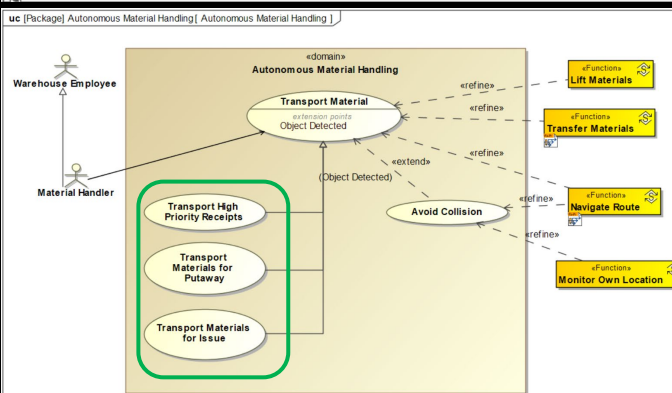 uc [Package] Autonomous Material Handling[ Autonomous Material Handling ]
«domain»
Autonomous Material Handling
Warehouse Employee
Material Handler
Transport Material
extension points
Object Detected
«extend»
(Object Detected)
Transport High
Priority Receipts
Transport
Materials for
Putaway
Transport Materials
for Issue
Avoid Collision
«refine»
«refine»
«refine»
«refine»
«refine»
«Function»
Lift Materials
«Function»
Transfer Materials
«Function»
Navigate Route
«Function»
Monitor Own Location